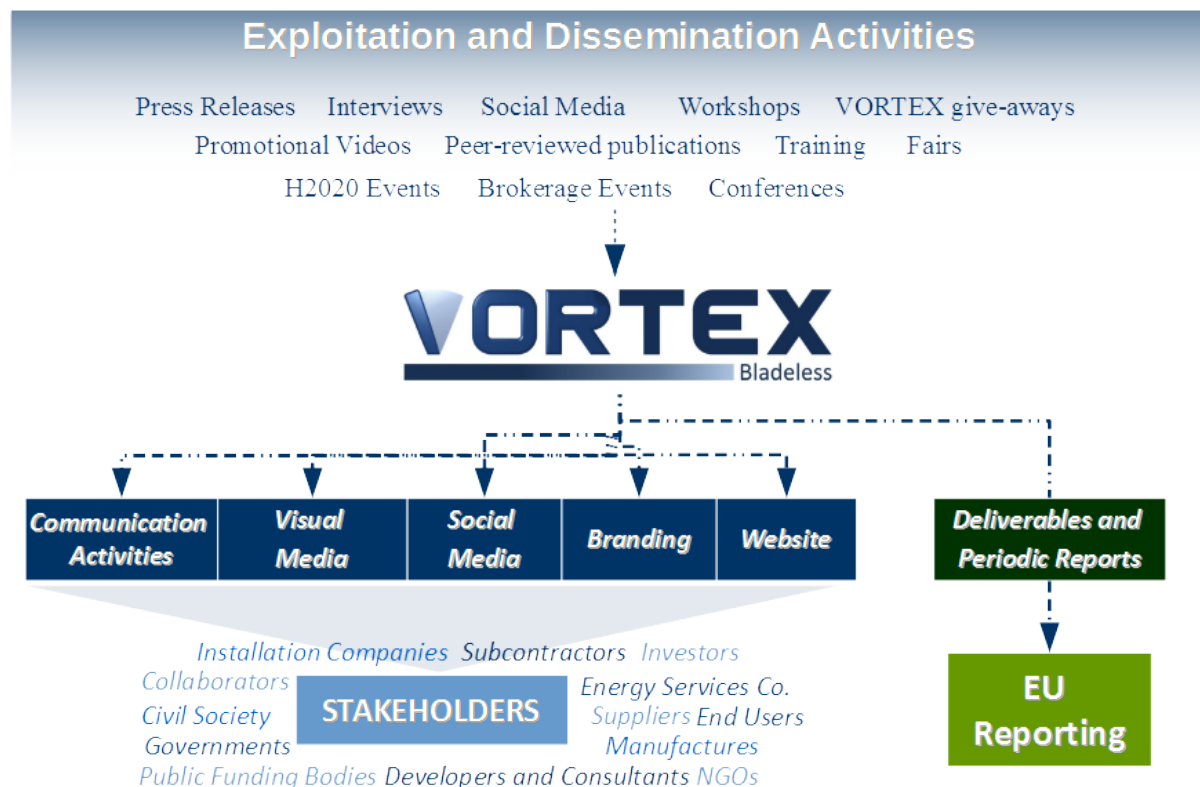 Exploitation and Dissemination Activities
Press Releases Interviews Social Media Workshops VORTEX give-aways
Promotional Videos Peer-reviewed publications Training Fairs
H2020 Events Brokerage Events Conferences
VORTEX
Bladeless
Communication
Activities
Visual
Media
Social
Media
Branding
Website
Deliverables and
Periodic Reports
Installation Companies Subcontractors Investors
Collaborators
Civil Society
Governments
STAKEHOLDERS
Energy Services Co.
Suppliers End Users
Manufactures
Public Funding Bodies Developers and Consultants NGOs
EU
Reporting